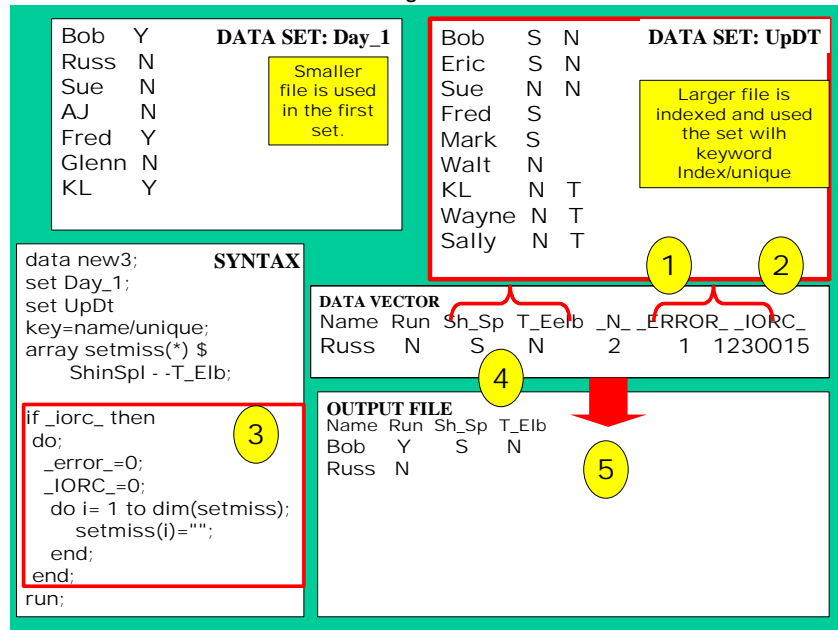 Bob Y DATA SET: Day_1
Russ N
Sue N
AJ N
Fred Y
Glenn N
KL Y
Smaller
file is used
in the first
set.
Bob S N DATA SET: UpDT
Eric S N
Sue N N
Fred S
Mark S
Walt N
KL N T
Wayne N T
Sally N T
Larger file is
indexed and used
the set wilh
keyword
Index/unique
1 2
data new3; SYNTAX
set Day_1;
set UpDt
key=name/unique;
array setmiss(*) $
ShinSpl - -T_Elb;
if _iorc_ then
do;
_error_=0;
_IORC_=0;
do i= 1 to dim(setmiss);
setmiss(i)="";
end;
end;
run;
3
DATA VECTOR
Name Run Sh_Sp T_Eelb _N_ _ERROR_ _IORC_
Russ N S N 2 1 1230015
4
OUTPUT FILE
Name Run Sh_Sp T_Elb
Bob Y S N
Russ N
5